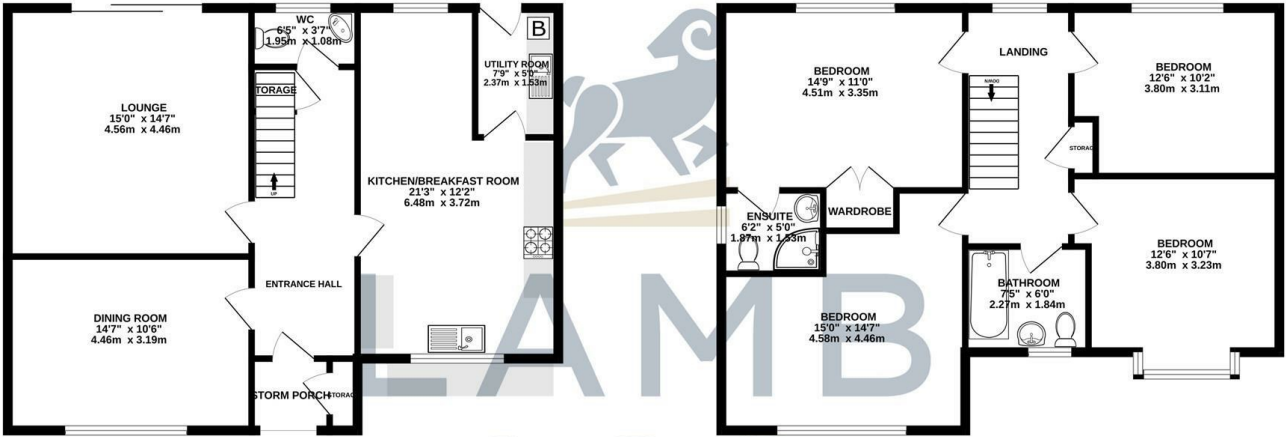 WC
6'5" x 3'7"
1.95m x 1.08m
B
UTILITY ROOM
7'9" x 5'0"
2.37m x 1.53m
STORAGE
LOUNGE
15'0" x 14'7"
4.56m x 4.46m
UP
KITCHEN/BREAKFAST ROOM
21'3" x 12'2"
6.48m x 3.72m
ENTRANCE HALL
DINING ROOM
14'7" x 10'6"
4.46m x 3.19m
STORM PORCH
STORAGE
LANDING
BEDROOM
14'9" x 11'0"
4.51m x 3.35m
DOWN
BEDROOM
12'6" x 10'2"
3.80m x 3.11m
STORAGE
WARDROBE
ENSUITE
6'2" x 5'0"
1.87m x 1.53m
BEDROOM
12'6" x 10'7"
3.80m x 3.23m
BATHROOM
7'5" x 6'0"
2.27m x 1.84m
BEDROOM
15'0" x 14'7"
4.58m x 4.46m
LAMB